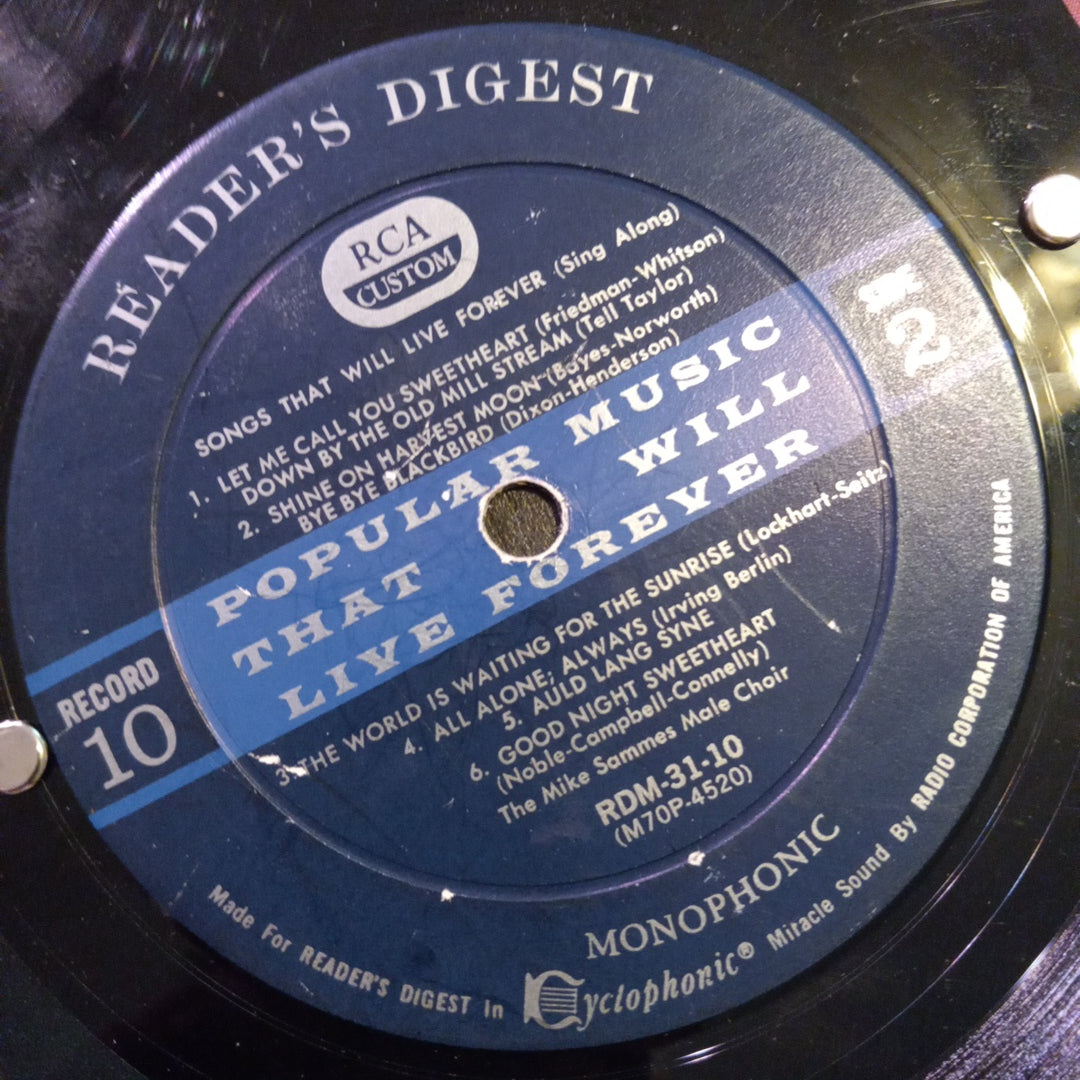 READER'S DIGEST
RCA
CUSTOM
SONGS THAT WILL LIVE FOREVER (Sing Along)
1. LET ME CALL YOU SWEETHEART (Friedman-Whitson)
DOWN BY THE OLD MILL STREAM (Tell Taylor)
2. SHINE ON HARVEST MOON (Bayes-Norworth)
BYE BYE BLACKBIRD (Dixon-Henderson)
POPULAR MUSIC
THAT WILL
LIVE FOREVER
RECORD
10
2
3. THE WORLD IS WAITING FOR THE SUNRISE (Lockhart-Seitz)
4. ALL ALONE; ALWAYS (Irving Berlin)
5. AULD LANG SYNE
6. GOOD NIGHT SWEETHEART
(Noble-Campbell-Connelly)
The Mike Sammes Male Choir
RDM-31-10
(M70P-4520)
MONOPHONIC
Made For READER'S DIGEST In Cyclophonic® Miracle Sound By RADIO CORPORATION OF AMERICA